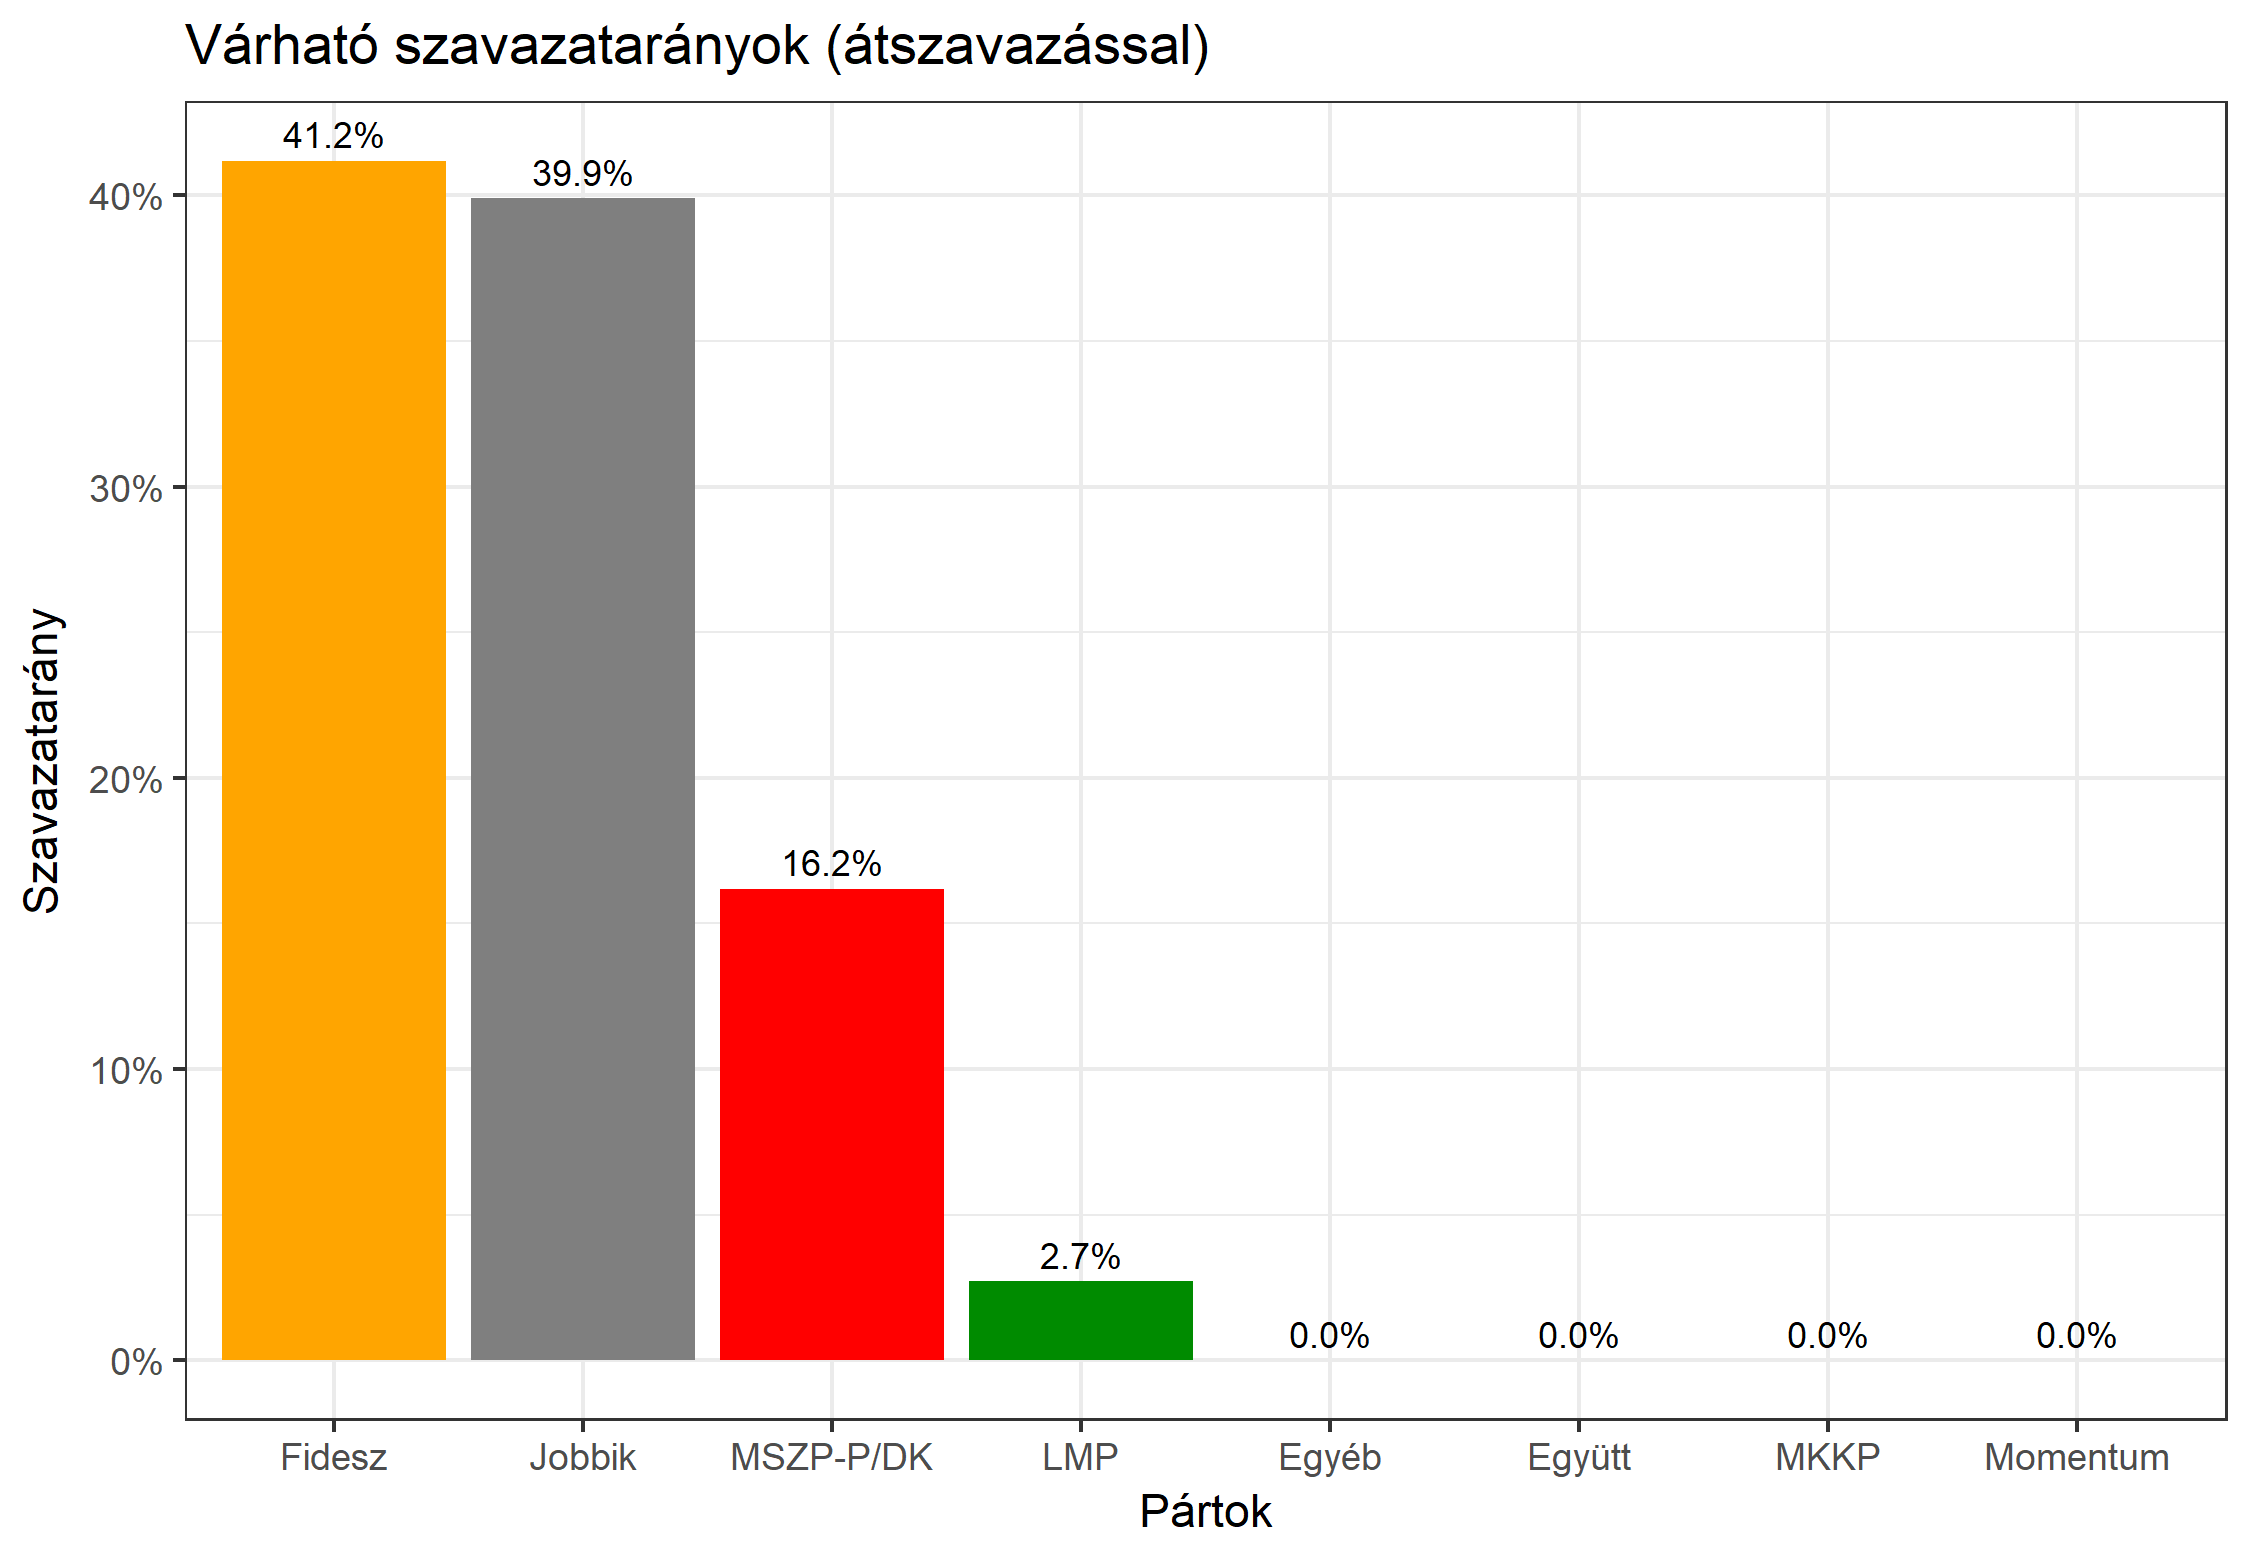 Várható szavazatarányok (átszavazással)
Szavazatarány
40%
30%
20%
10%
0%
41.2%
39.9%
16.2%
2.7%
0.0%
0.0%
0.0%
0.0%
Fidesz
Jobbik
MSZP-P/DK
LMP
Egyéb
Együtt
MKKP
Momentum
Pártok